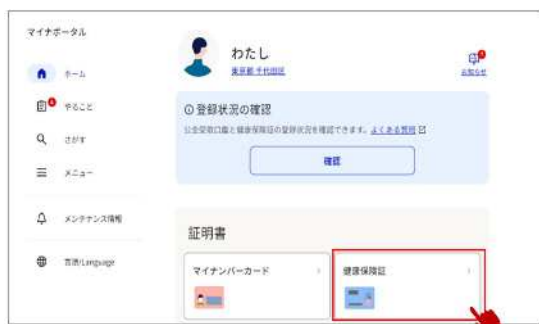 マイナポータル
ホーム
やること
さがす
メニュー
メンテナンス情報
言語/Language
わたし
東京都 千代田区
お知らせ
登録状況の確認
公金受取口座と健康保険証の登録状況を確認できます。よくある質問
確認
証明書
マイナンバーカード
健康保険証